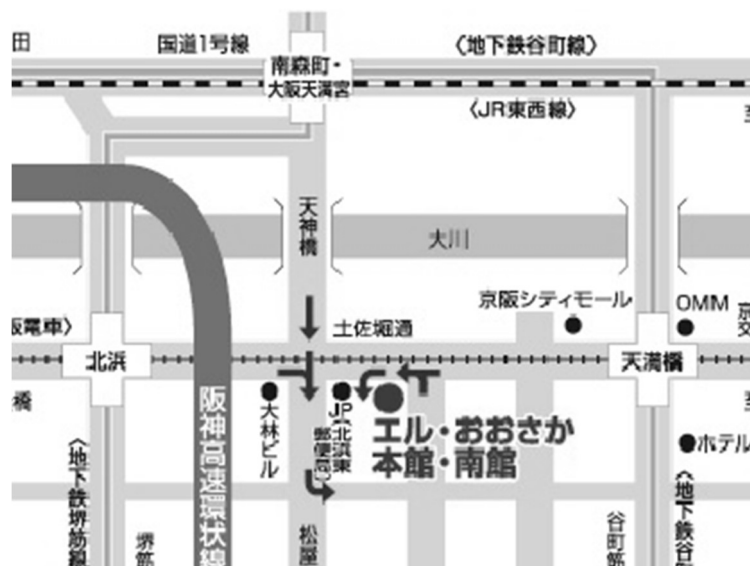 田
国道1号線
〈地下鉄谷町線〉
南森町・
大阪天満宮
〈JR東西線〉
至
天神橋
大川
京阪シティモール
OMM
京
交
阪電車〉
土佐堀通
北浜
天満橋
橋
至
大林ビル
JP北浜東
郵便局
エル・おおさか
本館・南館
ホテル
阪神高速環状線
〈地下鉄堺筋線
堺筋
松屋
谷町筋
〈地下鉄谷